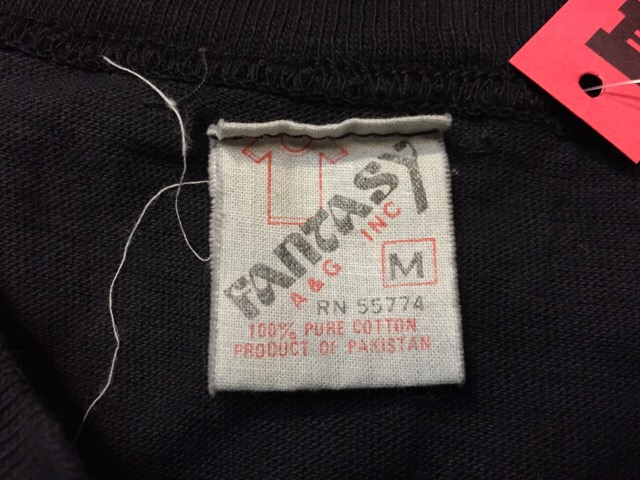 FANTASY
A & G INC
M
RN 55774
100% PURE COTTON
PRODUCT OF PAKISTAN